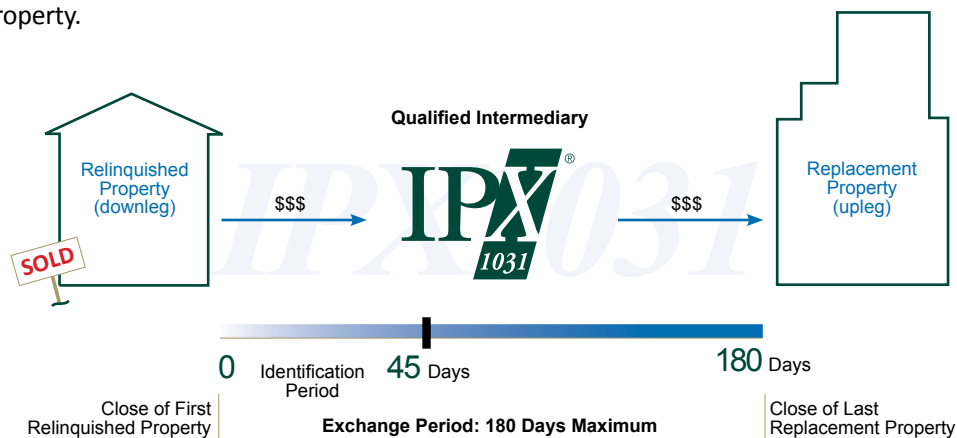 roperty.
Qualified Intermediary
Relinquished
Property
(downleg)
$$$
IPX®
1031
$$$
Replacement
Property
(upleg)
IPX1031
SOLD
0
Identification
Period
45 Days
180 Days
Close of First
Relinquished Property
Exchange Period: 180 Days Maximum
Close of Last
Replacement Property